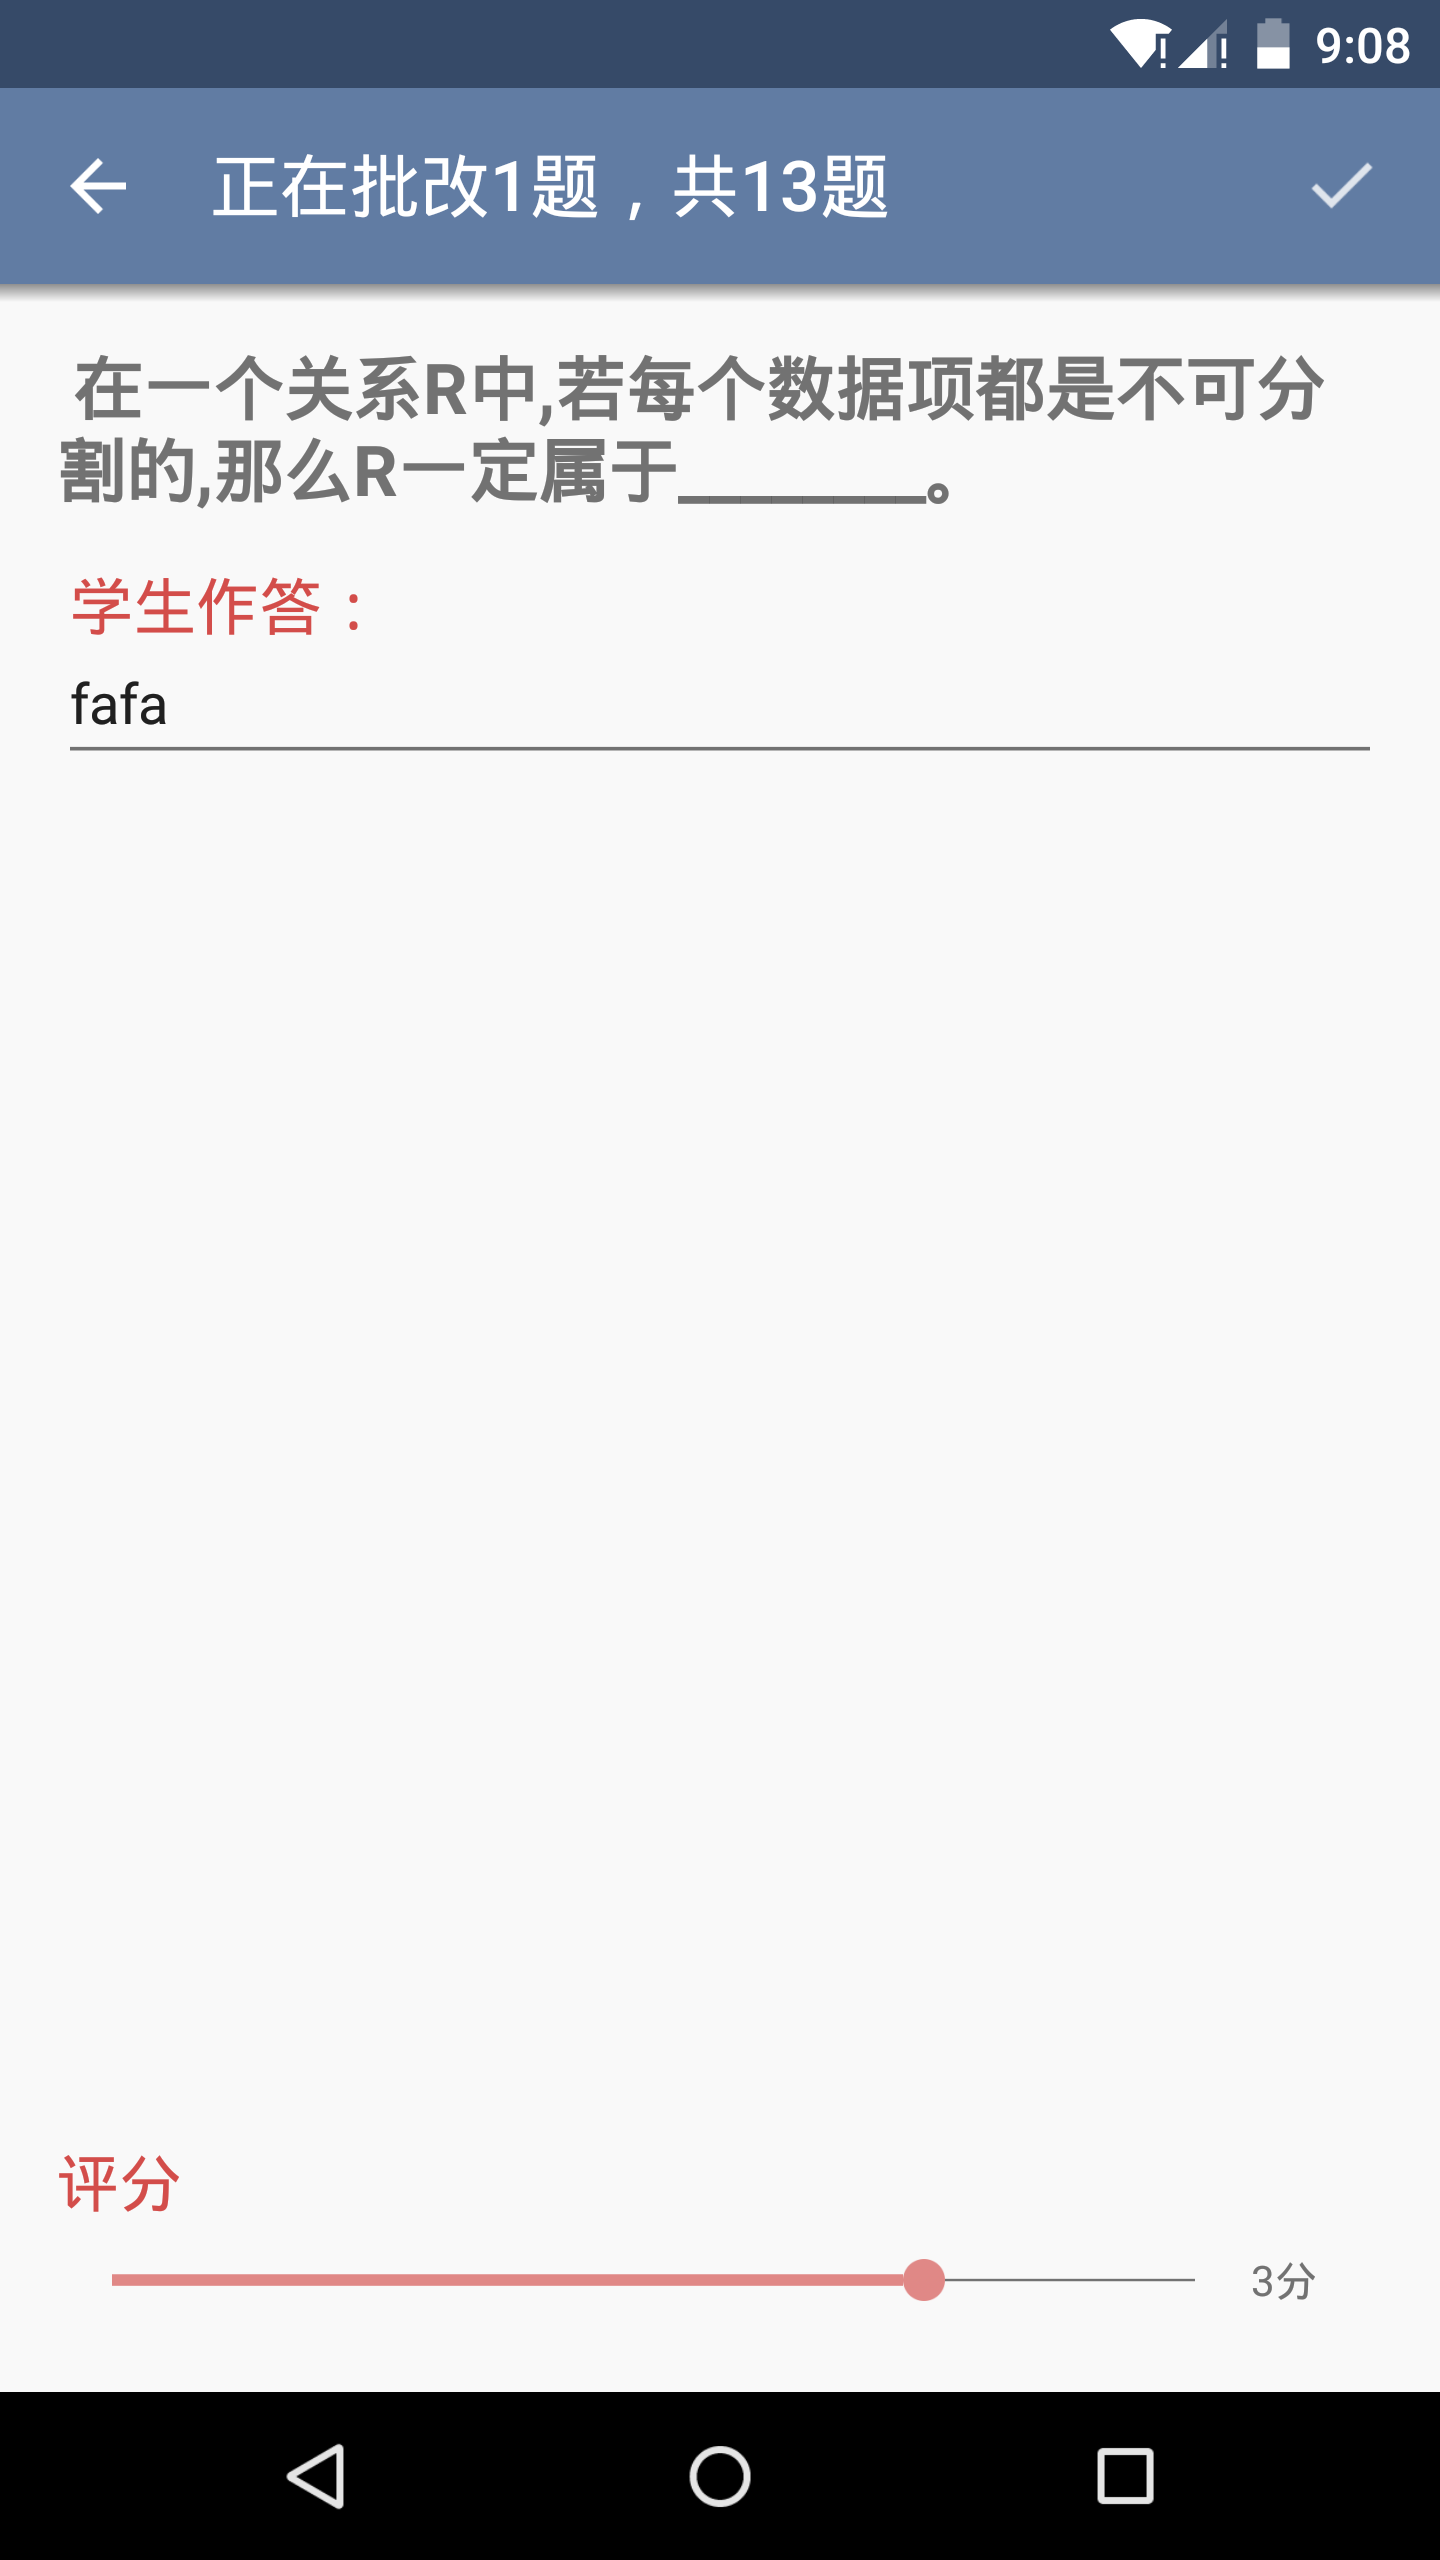 9:08
正在批改1题，共13题
在一个关系R中,若每个数据项都是不可分
割的,那么R一定属于________。
学生作答：
fafa
评分
3分